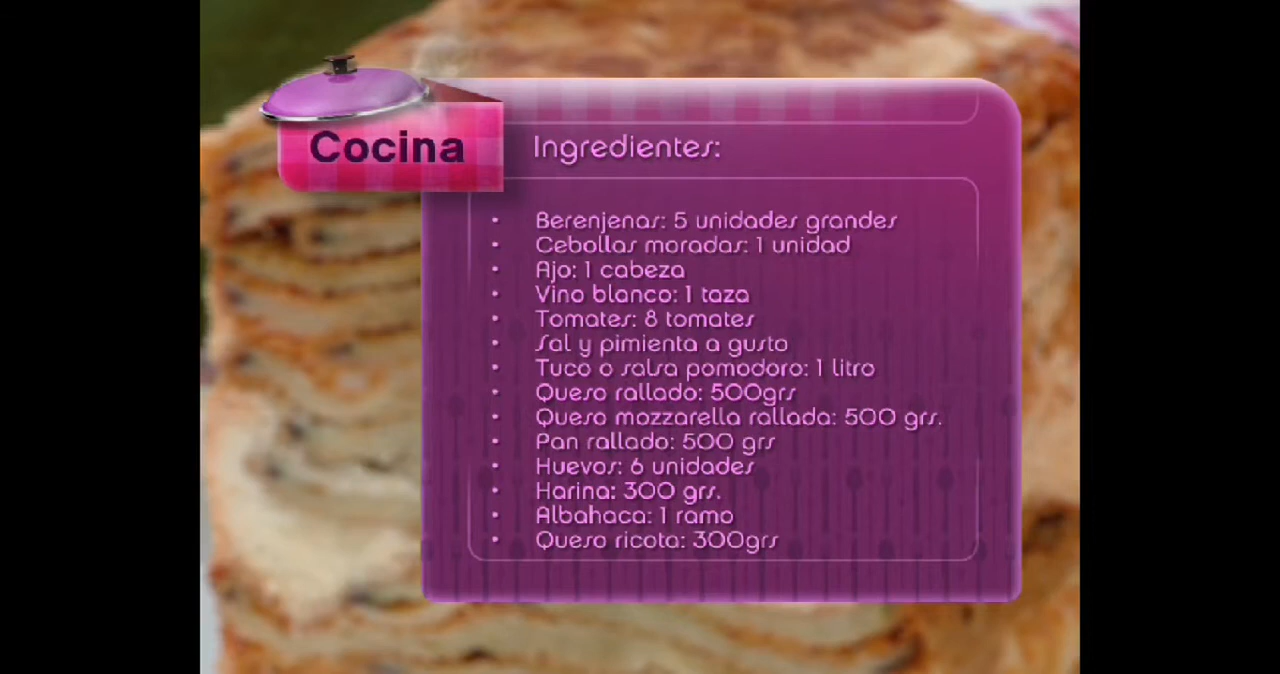 Cocina
Ingredientes:
• Berenjenas: 5 unidades grandes
• Cebollas moradas: 1 unidad
• Ajo: 1 cabeza
• Vino blanco: 1 taza
• Tomates: 8 tomates
• Sal y pimienta a gusto
• Tuco o salsa pomodoro: 1 litro
• Queso rallado: 500grs
• Queso mozzarella rallada: 500 grs.
• Pan rallado: 500 grs
• Huevos: 6 unidades
• Harina: 300 grs.
• Albahaca: 1 ramo
• Queso ricota: 300grs